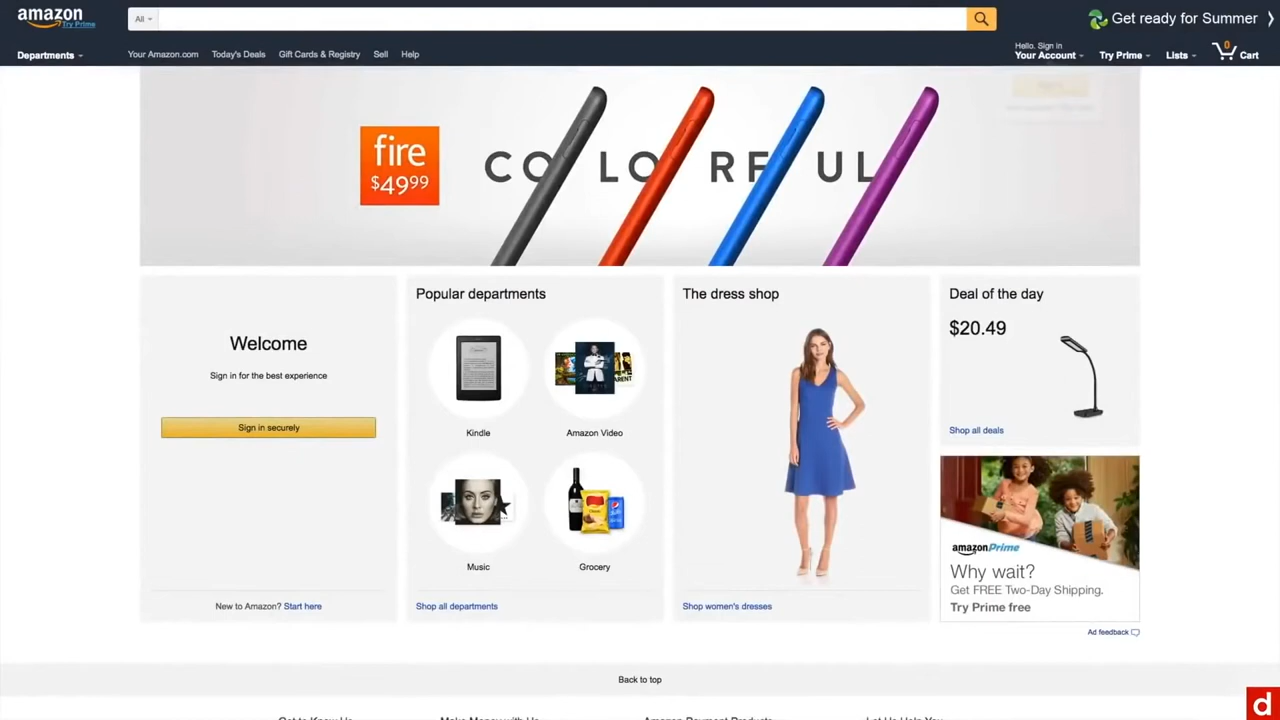 amazon
Try Prime
All
Get ready for Summer
Departments
Your Amazon.com
Today's Deals
Gift Cards & Registry
Sell
Help
Hello. Sign in
Your Account
Try Prime
Lists
0
Cart
fire
$49.99
COLORFUL
Welcome
Sign in for the best experience
Sign in securely
New to Amazon? Start here
Popular departments
Kindle
Amazon Video
Music
Grocery
Shop all departments
The dress shop
Shop women's dresses
Deal of the day
$20.49
Shop all deals
amazonPrime
Why wait?
Get FREE Two-Day Shipping.
Try Prime free
Ad feedback
Back to top
Get to Know Us
Make Money with Us
Amazon Payment Products
Let Us Help You
d